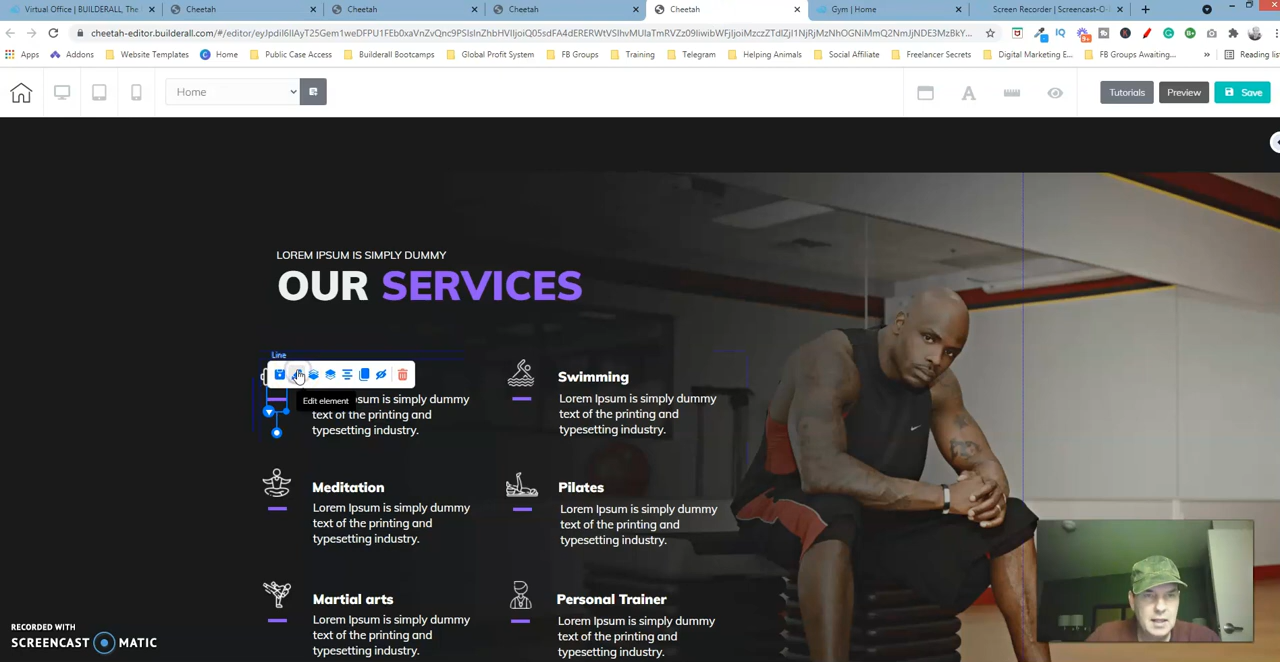 Virtual Office | BUILDERALL, The
Cheetah
Cheetah
Cheetah
Cheetah
Gym | Home
Screen Recorder | Screencast-O-
cheetah-editor.builderall.com/#/editor/
Apps
Addons
Website Templates
Home
Public Case Access
Builderall Bootcamps
Global Profit System
FB Groups
Training
Telegram
Helping Animals
Social Affiliate
Digital Marketing E...
Freelancer Secrets
FB Groups Awaiting...
»
Reading list
Home
Tutorials
Preview
Save
LOREM IPSUM IS SIMPLY DUMMY
OUR SERVICES
Line
Edit element
sum is simply dummy
text of the printing and
typesetting industry.
Swimming
Lorem Ipsum is simply dummy
text of the printing and
typesetting industry.
Meditation
Lorem Ipsum is simply dummy
text of the printing and
typesetting industry.
Pilates
Lorem Ipsum is simply dummy
text of the printing and
typesetting industry.
Martial arts
Lorem Ipsum is simply dummy
text of the printing and
Personal Trainer
Lorem Ipsum is simply dummy
text of the printing and
RECORDED WITH
SCREENCAST MATIC